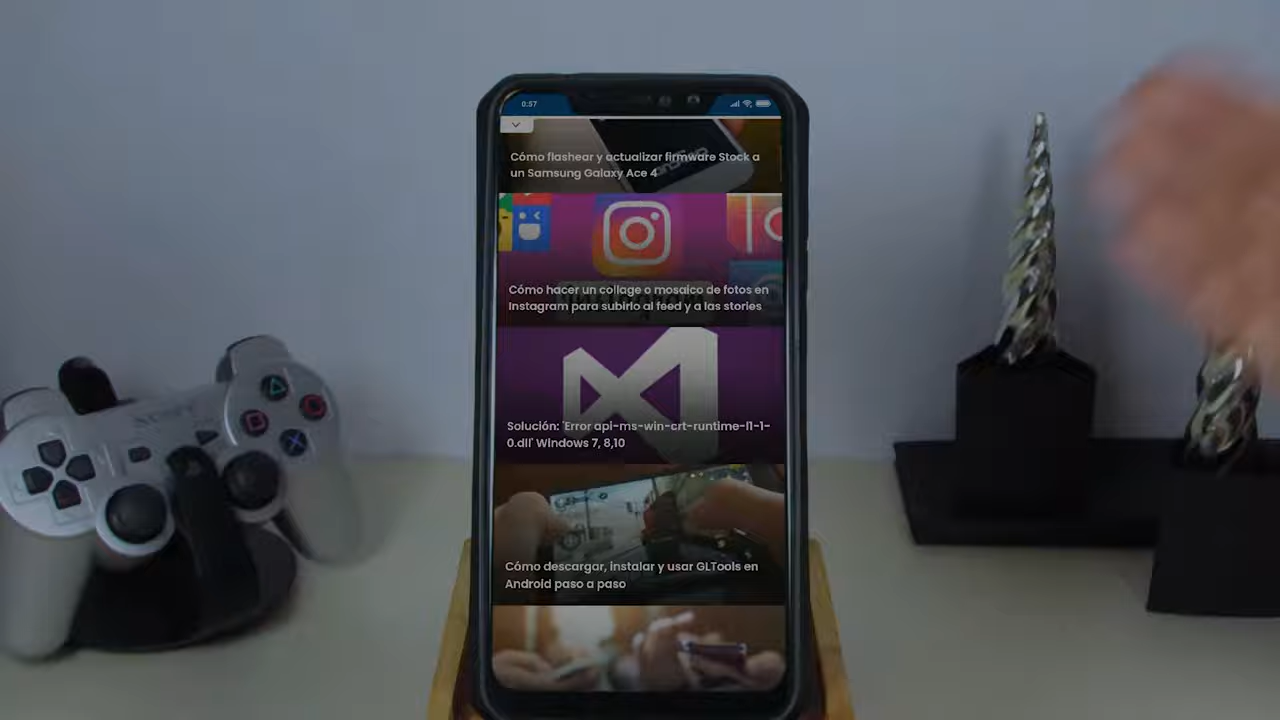 0:57
Cómo flashear y actualizar firmware Stock a
un Samsung Galaxy Ace 4
Cómo hacer un collage o mosaico de fotos en
Instagram para subirlo al feed y a las stories
Solución: 'Error api-ms-win-crt-runtime-l1-1-
0.dll' Windows 7, 8,10
Cómo descargar, instalar y usar GLTools en
Android paso a paso